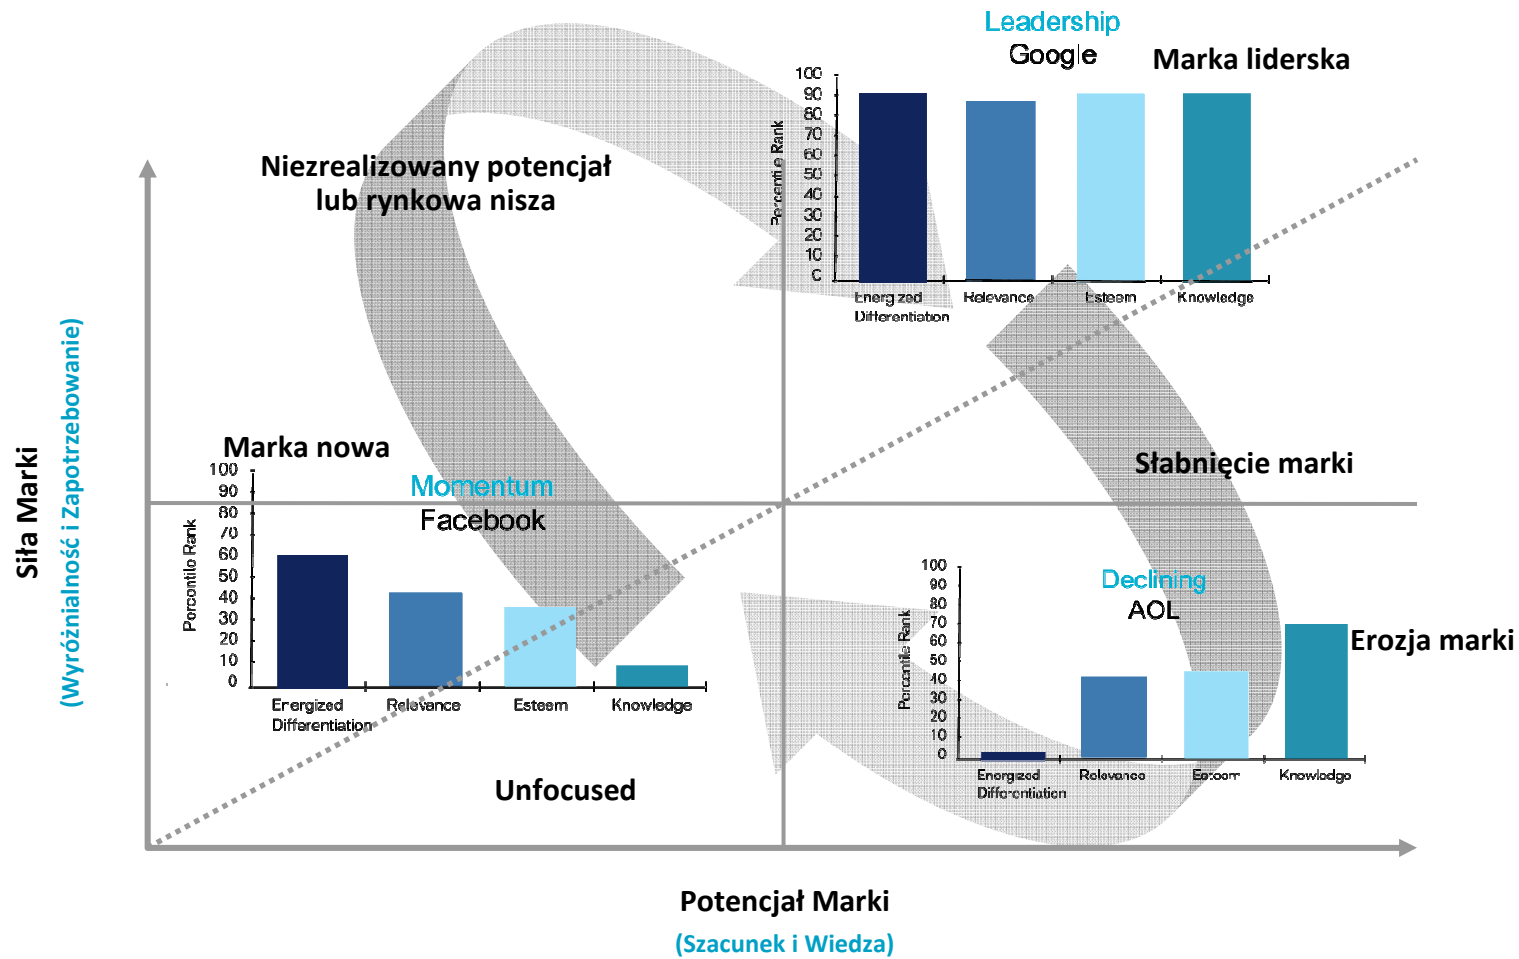 Leadership
Google
Marka liderska
100
90
80
70
60
50
40
30
20
10
0
Percentile Rank
Energized
Differentiation
Relevance
Esteem
Knowledge
Niezrealizowany potencjał
lub rynkowa nisza
Siła Marki
(Wyróżnialność i Zapotrzebowanie)
Marka nowa
Momentum
Facebook
100
90
80
70
60
50
40
30
20
10
0
Percentile Rank
Energized
Differentiation
Relevance
Esteem
Knowledge
Słabnięcie marki
Declining
AOL
Erozja marki
100
90
80
70
60
50
40
30
20
10
0
Percentile Rank
Energized
Differentiation
Relevance
Esteem
Knowledge
Unfocused
Potencjał Marki
(Szacunek i Wiedza)